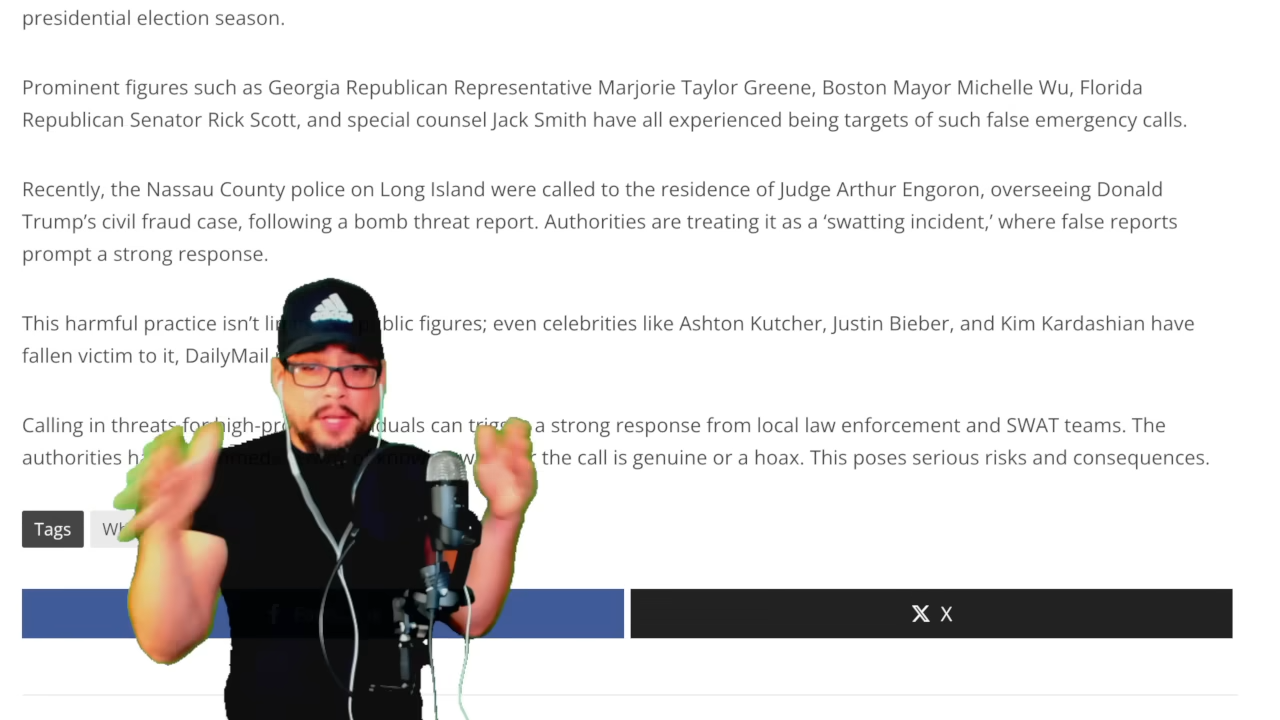 presidential election season.
Prominent figures such as Georgia Republican Representative Marjorie Taylor Greene, Boston Mayor Michelle Wu, Florida
Republican Senator Rick Scott, and special counsel Jack Smith have all experienced being targets of such false emergency calls.
Recently, the Nassau County police on Long Island were called to the residence of Judge Arthur Engoron, overseeing Donald
Trump’s civil fraud case, following a bomb threat report. Authorities are treating it as a ‘swatting incident,’ where false reports
prompt a strong response.
This harmful practice isn’t public figures; even celebrities like Ashton Kutcher, Justin Bieber, and Kim Kardashian have
fallen victim to it, DailyMail
Calling in threats for high-profile individuals can trigger a strong response from local law enforcement and SWAT teams. The
authorities the call is genuine or a hoax. This poses serious risks and consequences.
Tags
X